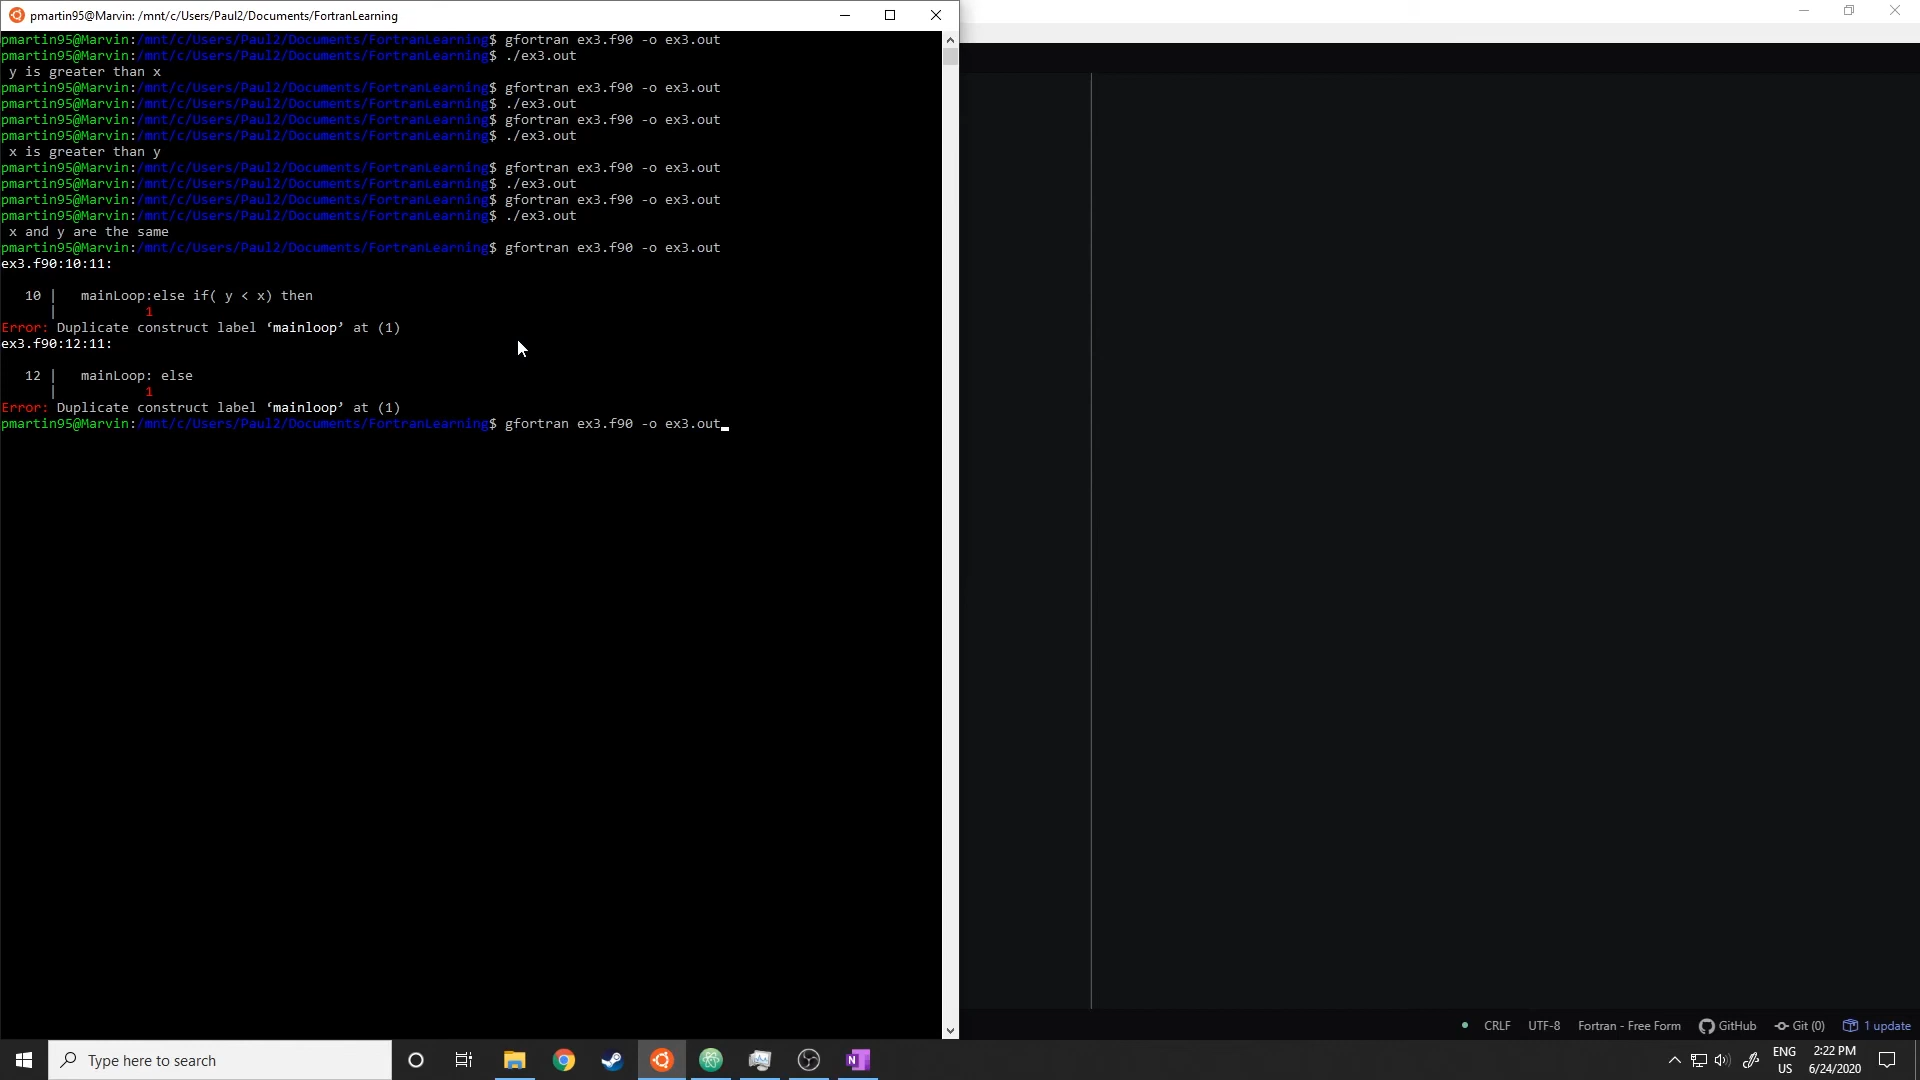 pmartin95@Marvin: /mnt/c/Users/Paul2/Documents/FortranLearning
pmartin95@Marvin:/mnt/c/Users/Paul2/Documents/FortranLearning$ gfortran ex3.f90 -o ex3.out
pmartin95@Marvin:/mnt/c/Users/Paul2/Documents/FortranLearning$ ./ex3.out
y is greater than x
pmartin95@Marvin:/mnt/c/Users/Paul2/Documents/FortranLearning$ gfortran ex3.f90 -o ex3.out
pmartin95@Marvin:/mnt/c/Users/Paul2/Documents/FortranLearning$ ./ex3.out
pmartin95@Marvin:/mnt/c/Users/Paul2/Documents/FortranLearning$ gfortran ex3.f90 -o ex3.out
pmartin95@Marvin:/mnt/c/Users/Paul2/Documents/FortranLearning$ ./ex3.out
x is greater than y
pmartin95@Marvin:/mnt/c/Users/Paul2/Documents/FortranLearning$ gfortran ex3.f90 -o ex3.out
pmartin95@Marvin:/mnt/c/Users/Paul2/Documents/FortranLearning$ ./ex3.out
pmartin95@Marvin:/mnt/c/Users/Paul2/Documents/FortranLearning$ gfortran ex3.f90 -o ex3.out
pmartin95@Marvin:/mnt/c/Users/Paul2/Documents/FortranLearning$ ./ex3.out
x and y are the same
pmartin95@Marvin:/mnt/c/Users/Paul2/Documents/FortranLearning$ gfortran ex3.f90 -o ex3.out
ex3.f90:10:11:
10 |   mainLoop:else if( y < x) then
|           1
Error: Duplicate construct label ‘mainloop’ at (1)
ex3.f90:12:11:
12 |   mainLoop: else
|           1
Error: Duplicate construct label ‘mainloop’ at (1)
pmartin95@Marvin:/mnt/c/Users/Paul2/Documents/FortranLearning$ gfortran ex3.f90 -o ex3.out
CRLF UTF-8 Fortran - Free Form GitHub Git (0) 1 update
Type here to search
N
ENG
US
2:22 PM
6/24/2020